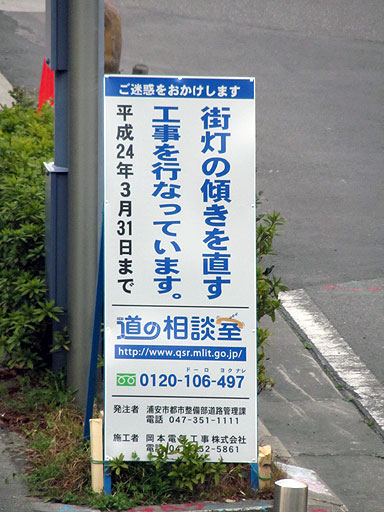 ご迷惑をおかけします
街灯の傾きを直す
工事を行なっています。
平成24年3月31日まで
道の相談室
http://www.qsr.mlit.go.jp/
ドーロ ヨクナレ
0120-106-497
発注者 浦安市都市整備部道路管理課
電話 047-351-1111
施工者 岡本電気工事株式会社
電話 047-352-5861